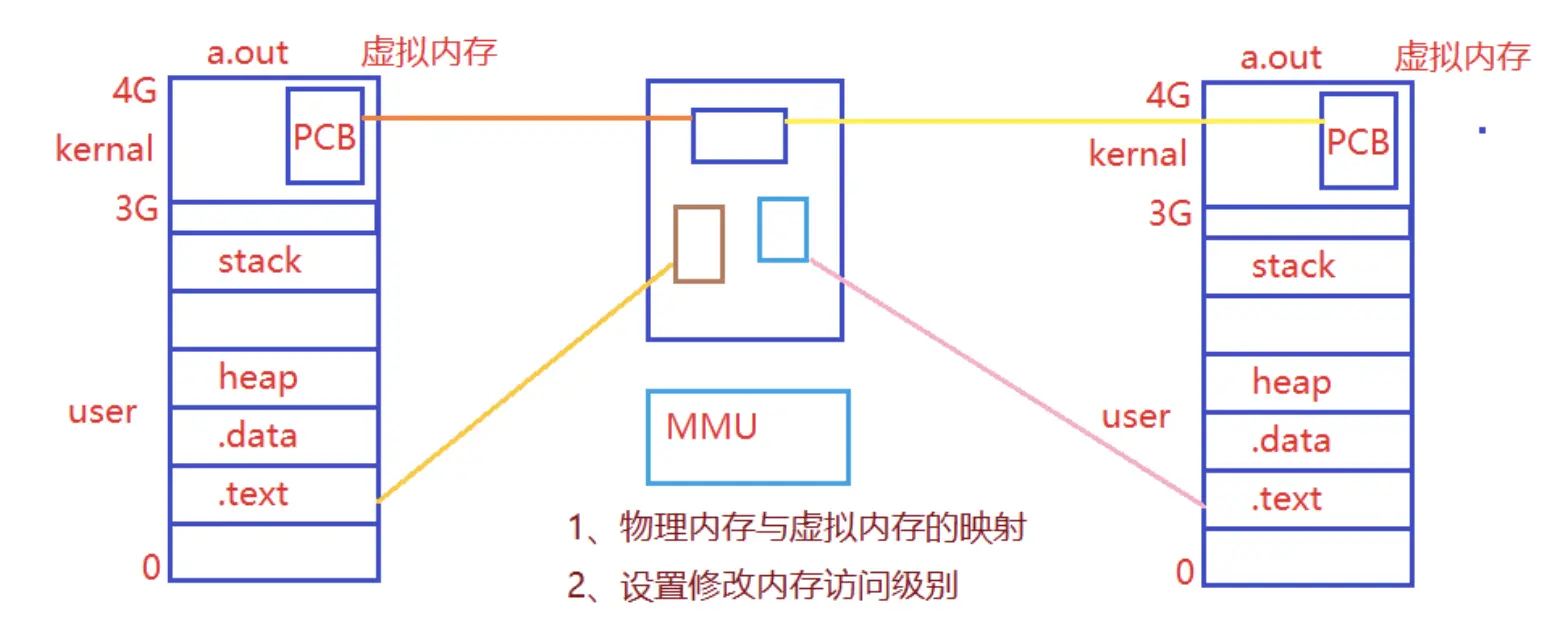 a.out 虚拟内存
4G
PCB
kernal
3G
stack
heap
user
.data
.text
0
MMU
1、物理内存与虚拟内存的映射
2、设置修改内存访问级别
a.out 虚拟内存
4G
PCB
kernal
3G
stack
heap
user
.data
.text
0